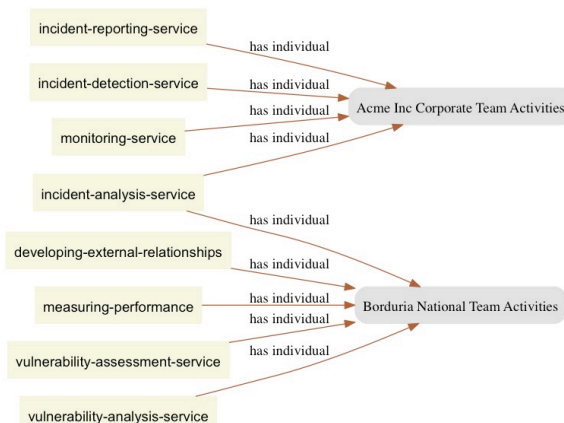 incident-reporting-service
has individual
incident-detection-service
has individual
Acme Inc Corporate Team Activities
has individual
monitoring-service
has individual
incident-analysis-service
has individual
developing-external-relationships
has individual
measuring-performance
has individual
Borduria National Team Activities
has individual
vulnerability-assessment-service
has individual
vulnerability-analysis-service